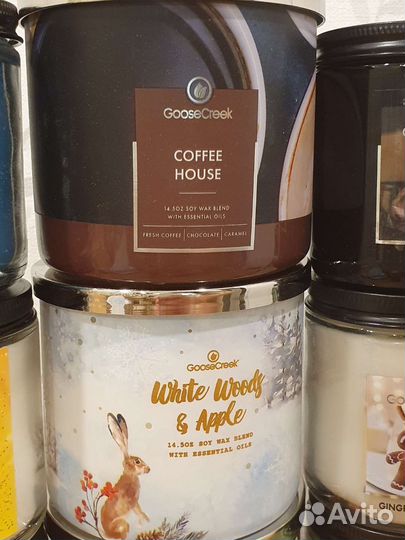 GooseCreek
COFFEE
HOUSE
14.5OZ SOY WAX BLEND
WITH ESSENTIAL OILS
FRESH COFFEE | CHOCOLATE | CARAMEL
GooseCreek
White Woods
& Apple
14.5OZ SOY WAX BLEND
WITH ESSENTIAL OILS
Avito